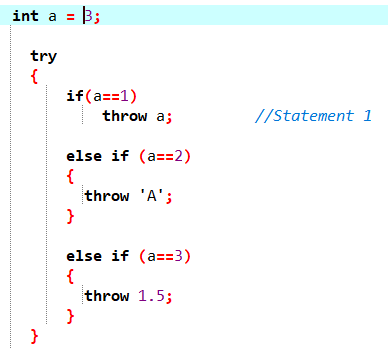 int a = 3;
try
{
if(a==1)
throw a; //Statement 1
else if (a==2)
{
throw 'A';
}
else if (a==3)
{
throw 1.5;
}
}